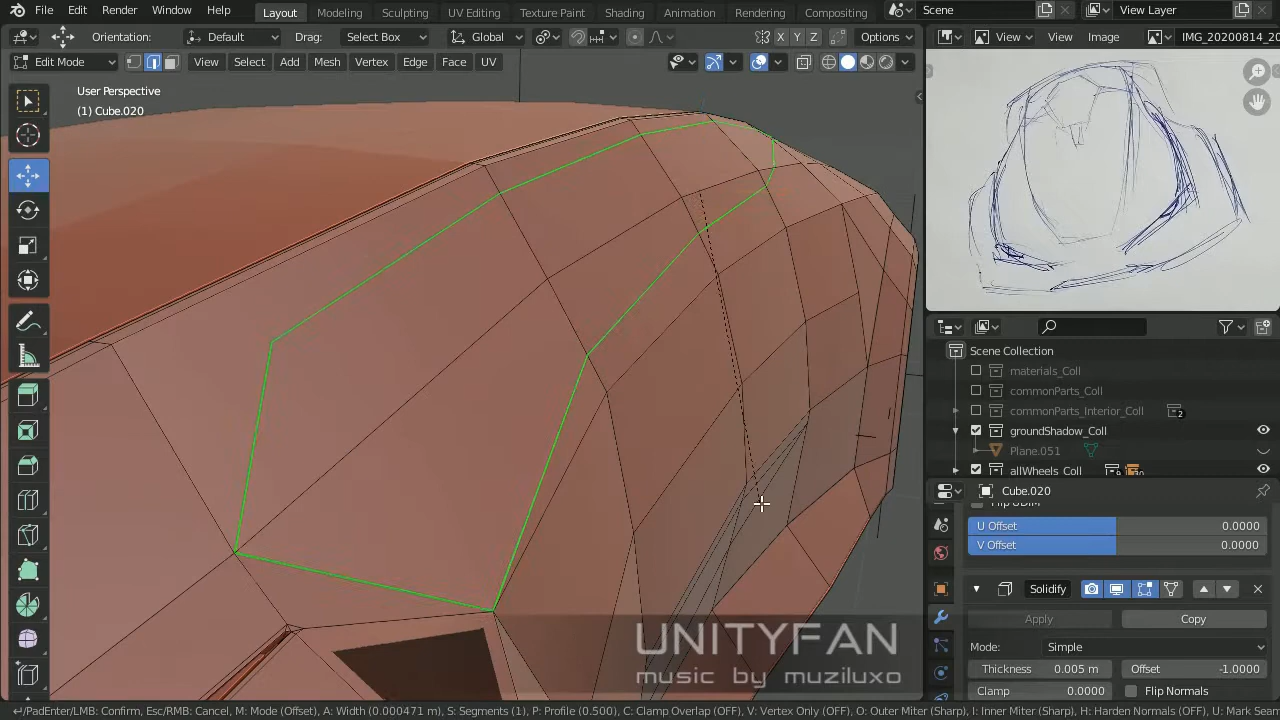 File Edit Render Window Help Layout Modeling Sculpting UV Editing Texture Paint Shading Animation Rendering Compositing Scene View Layer
Orientation: Default Drag: Select Box Global X Y Z Options View View Image IMG_20200814_20
Edit Mode View Select Add Mesh Vertex Edge Face UV
User Perspective
(1) Cube.020
Scene Collection
materials_Coll
commonParts_Coll
commonParts_Interior_Coll 2
groundShadow_Coll
Plane.051
allWheels_Coll
Cube.020
U Offset 0.0000
V Offset 0.0000
Solidify
Apply Copy
Mode: Simple
Thickness 0.005 m Offset -1.0000
Clamp 0.0000 Flip Normals
UNITYFAN
music by muziluxo
/PadEnter/LMB: Confirm, Esc/RMB: Cancel, M: Mode (Offset), A: Width (0.000471 m), S: Segments (1), P: Profile (0.500), C: Clamp Overlap (OFF), V: Vertex Only (OFF), O: Outer Miter (Sharp), I: Inner Miter (Sharp), H: Harden Normals (OFF), U: Mark Seam